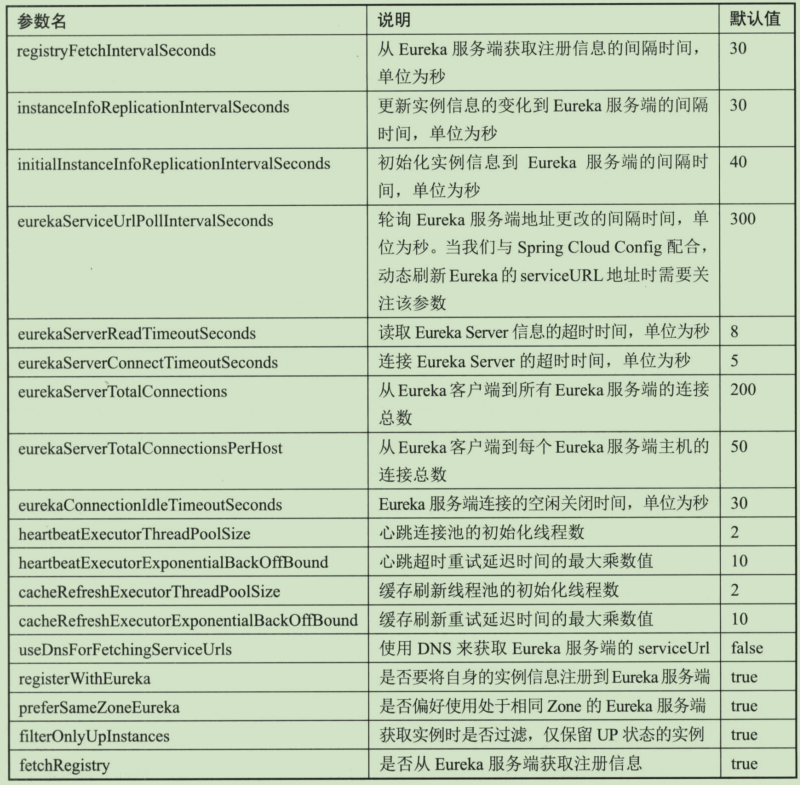 参数名 说明 默认值
registryFetchIntervalSeconds 从 Eureka 服务端获取注册信息的间隔时间， 30
单位为秒
instanceInfoReplicationIntervalSeconds 更新实例信息的变化到 Eureka 服务端的间隔 30
时间，单位为秒
initialInstanceInfoReplicationIntervalSeconds 初始化实例信息到 Eureka 服务端的间隔时 40
间，单位为秒
eurekaServiceUrlPollIntervalSeconds 轮询 Eureka 服务端地址更改的间隔时间，单 300
位为秒。当我们与 Spring Cloud Config 配合，
动态刷新 Eureka 的 serviceURL 地址时需要关
注该参数
eurekaServerReadTimeoutSeconds 读取 Eureka Server 信息的超时时间，单位为秒 8
eurekaServerConnectTimeoutSeconds 连接 Eureka Server 的超时时间，单位为秒 5
eurekaServerTotalConnections 从 Eureka 客户端到所有 Eureka 服务端的连接 200
总数
eurekaServerTotalConnectionsPerHost 从 Eureka 客户端到每个 Eureka 服务端主机的 50
连接总数
eurekaConnectionIdleTimeoutSeconds Eureka 服务端连接的空闲关闭时间，单位为秒 30
heartbeatExecutorThreadPoolSize 心跳连接池的初始化线程数 2
heartbeatExecutorExponentialBackOffBound 心跳超时重试延迟时间的最大乘数值 10
cacheRefreshExecutorThreadPoolSize 缓存刷新线程池的初始化线程数 2
cacheRefreshExecutorExponentialBackOffBound 缓存刷新重试延迟时间的最大乘数值 10
useDnsForFetchingServiceUrls 使用 DNS 来获取 Eureka 服务端的 serviceUrl false
registerWithEureka 是否要将自身的实例信息注册到 Eureka 服务端 true
preferSameZoneEureka 是否偏好使用处于相同 Zone 的 Eureka 服务端 true
filterOnlyUpInstances 获取实例时是否过滤，仅保留 UP 状态的实例 true
fetchRegistry 是否从 Eureka 服务端获取注册信息 true